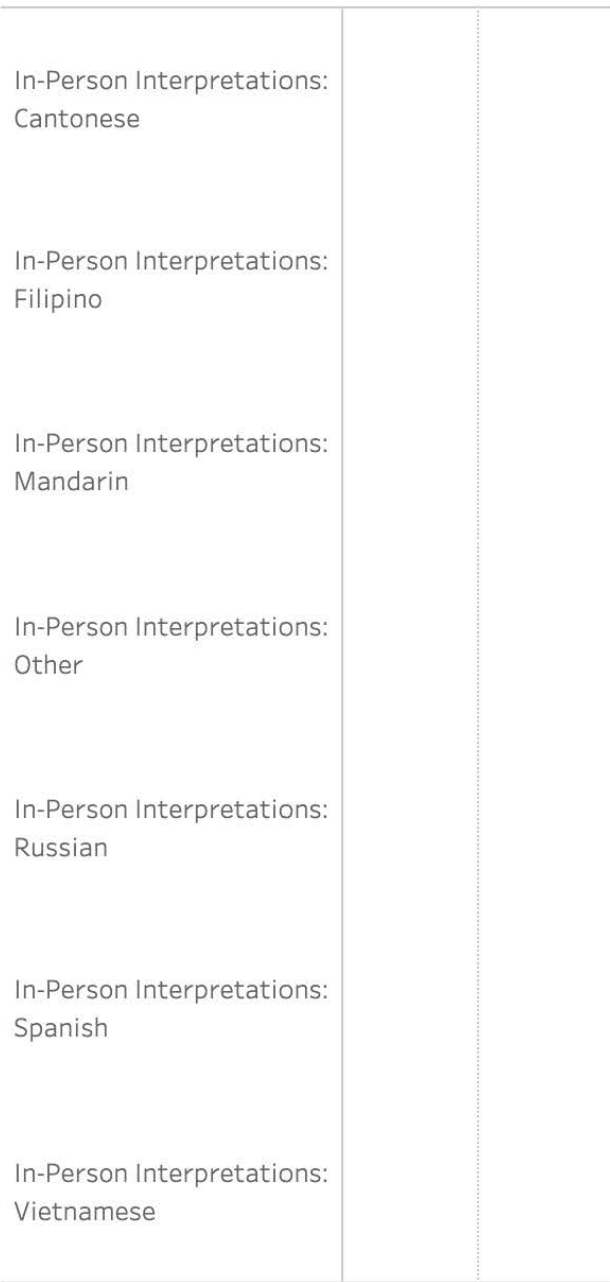 In-Person Interpretations:
Cantonese
In-Person Interpretations:
Filipino
In-Person Interpretations:
Mandarin
In-Person Interpretations:
Other
In-Person Interpretations:
Russian
In-Person Interpretations:
Spanish
In-Person Interpretations:
Vietnamese